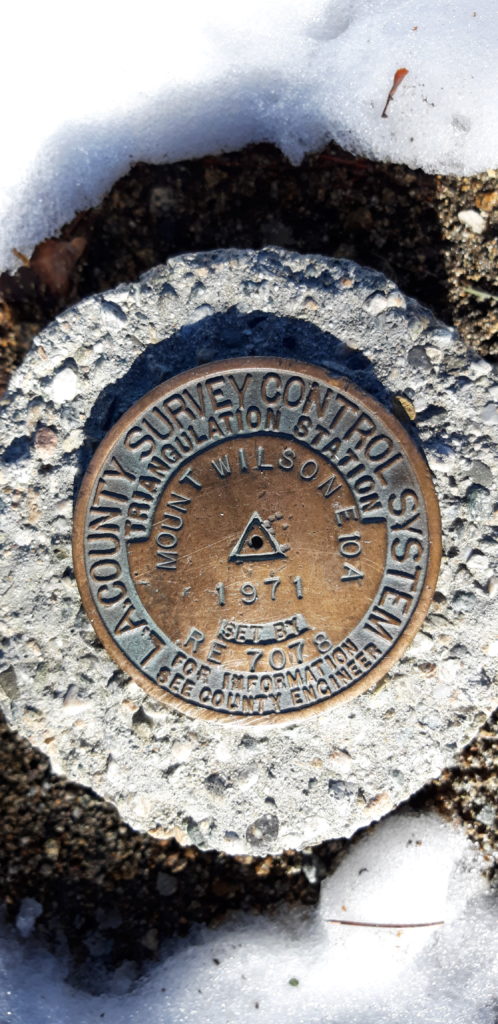 L.A.COUNTY SURVEY CONTROL SYSTEM
TRIANGULATION STATION
MOUNT WILSON E 10A
1971
SET BY
RE 7078
FOR INFORMATION
SEE COUNTY ENGINEER